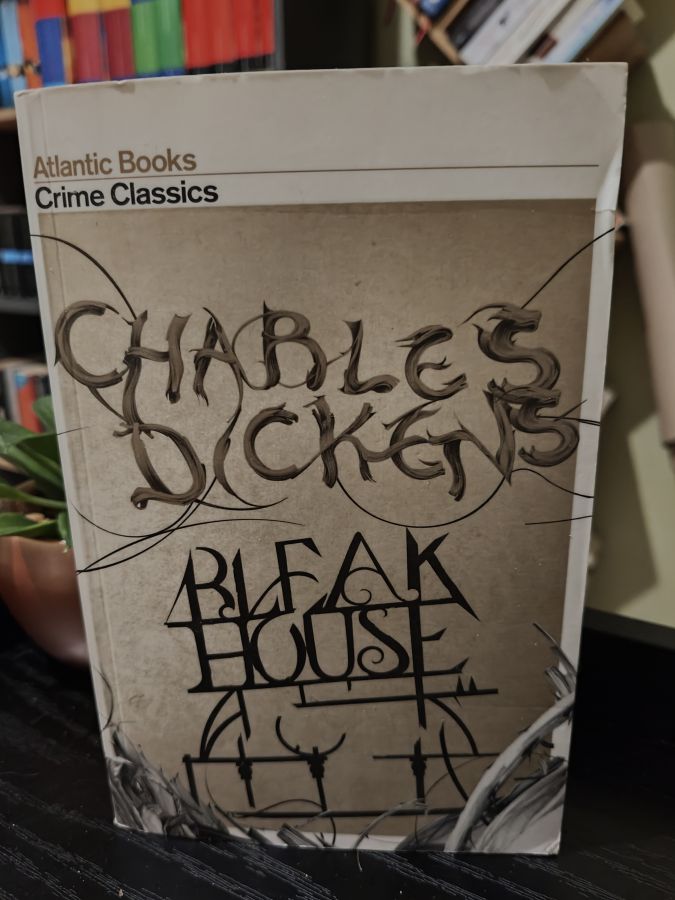 Atlantic Books
Crime Classics
CHARLES
DICKENS
BLEAK
HOUSE